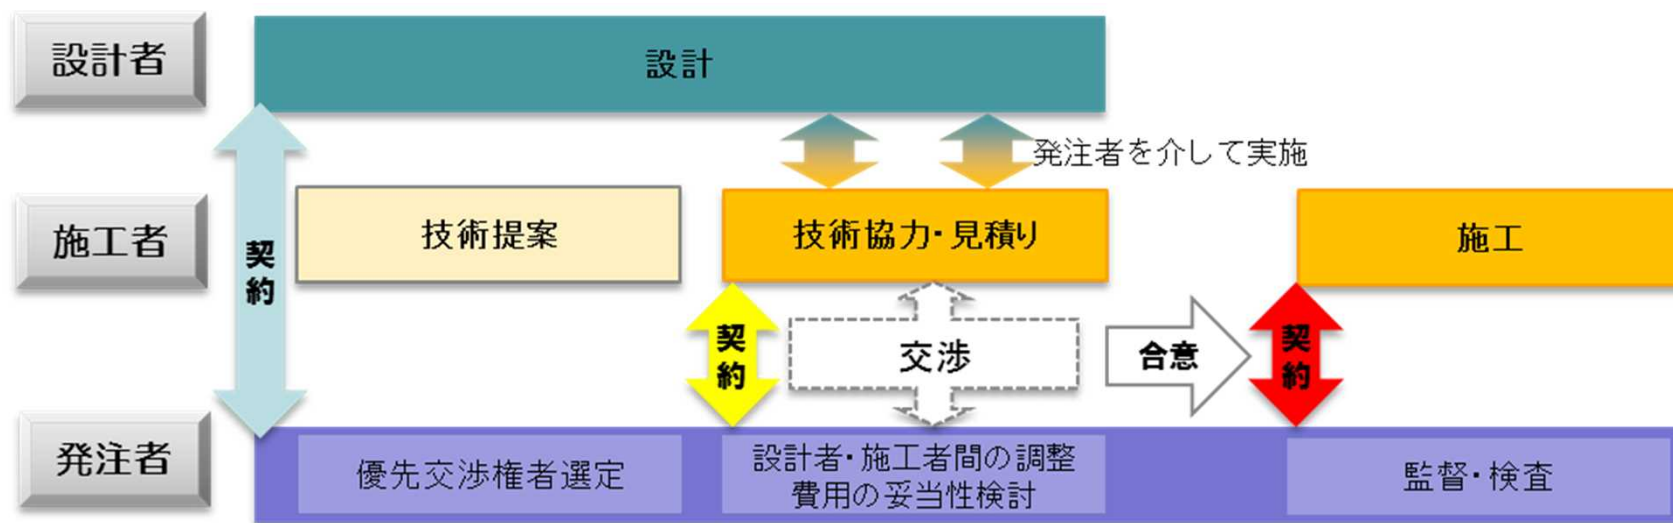 設計者
設計
発注者を介して実施
施工者
技術提案
技術協力・見積り
施工
契約
契約
交渉
合意
契約
発注者
優先交渉権者選定
設計者・施工者間の調整
費用の妥当性検討
監督・検査